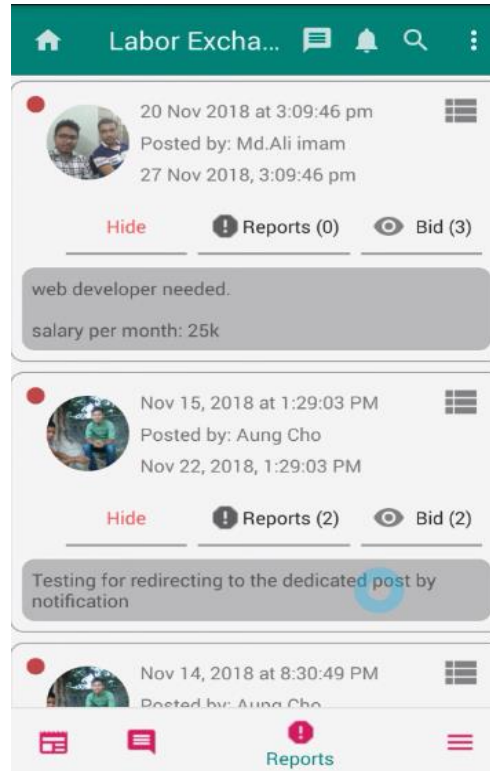 Labor Excha...
20 Nov 2018 at 3:09:46 pm
Posted by: Md.Ali imam
27 Nov 2018, 3:09:46 pm
Hide Reports (0) Bid (3)
web developer needed.
salary per month: 25k
Nov 15, 2018 at 1:29:03 PM
Posted by: Aung Cho
Nov 22, 2018, 1:29:03 PM
Hide Reports (2) Bid (2)
Testing for redirecting to the dedicated post by
notification
Nov 14, 2018 at 8:30:49 PM
Posted by: Aung Cho
Reports